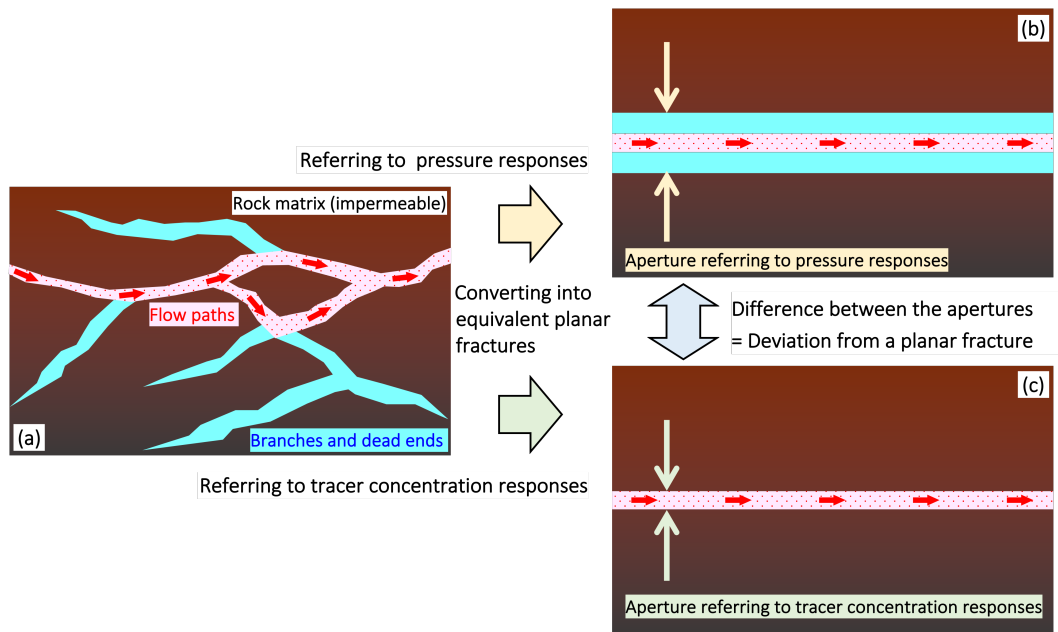 (b)
Referring to  pressure responses
Rock matrix (impermeable)
Aperture referring to pressure responses
Flow paths
Converting into
equivalent planar
fractures
Difference between the apertures
= Deviation from a planar fracture
(c)
(a)
Branches and dead ends
Referring to tracer concentration responses
Aperture referring to tracer concentration responses